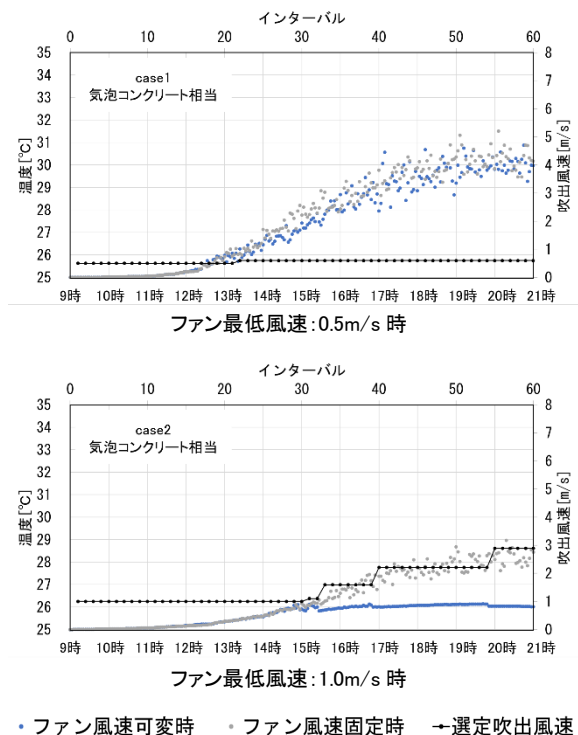 インターバル
0 10 20 30 40 50 60
35 8
34 7
33 6
32
31 5
30 4
29 3
28
27 2
26 1
25 0
温度[℃]
吹出風速[m/s]
case1
気泡コンクリート相当
9時 10時 11時 12時 13時 14時 15時 16時 17時 18時 19時 20時 21時
ファン最低風速:0.5m/s 時
インターバル
0 10 20 30 40 50 60
35 8
34 7
33 6
32
31 5
30 4
29 3
28
27 2
26 1
25 0
温度[℃]
吹出風速[m/s]
case2
気泡コンクリート相当
9時 10時 11時 12時 13時 14時 15時 16時 17時 18時 19時 20時 21時
ファン最低風速:1.0m/s 時
ファン風速可変時 ファン風速固定時 選定吹出風速